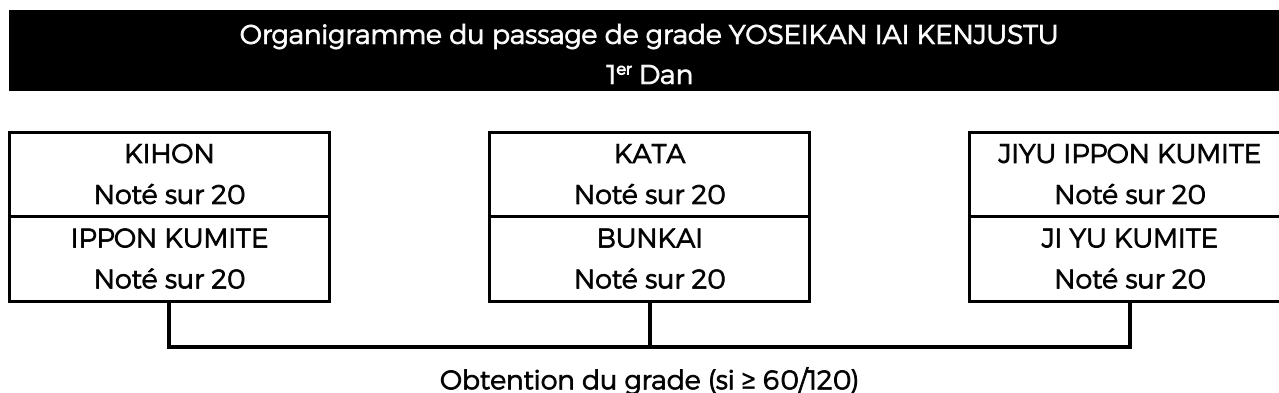 Organigramme du passage de grade YOSEIKAN IAI KENJUSTU
1er Dan
KIHON
Noté sur 20
IPPON KUMITE
Noté sur 20
KATA
Noté sur 20
BUNKAI
Noté sur 20
JIYU IPPON KUMITE
Noté sur 20
JI YU KUMITE
Noté sur 20
Obtention du grade (si ≥ 60/120)